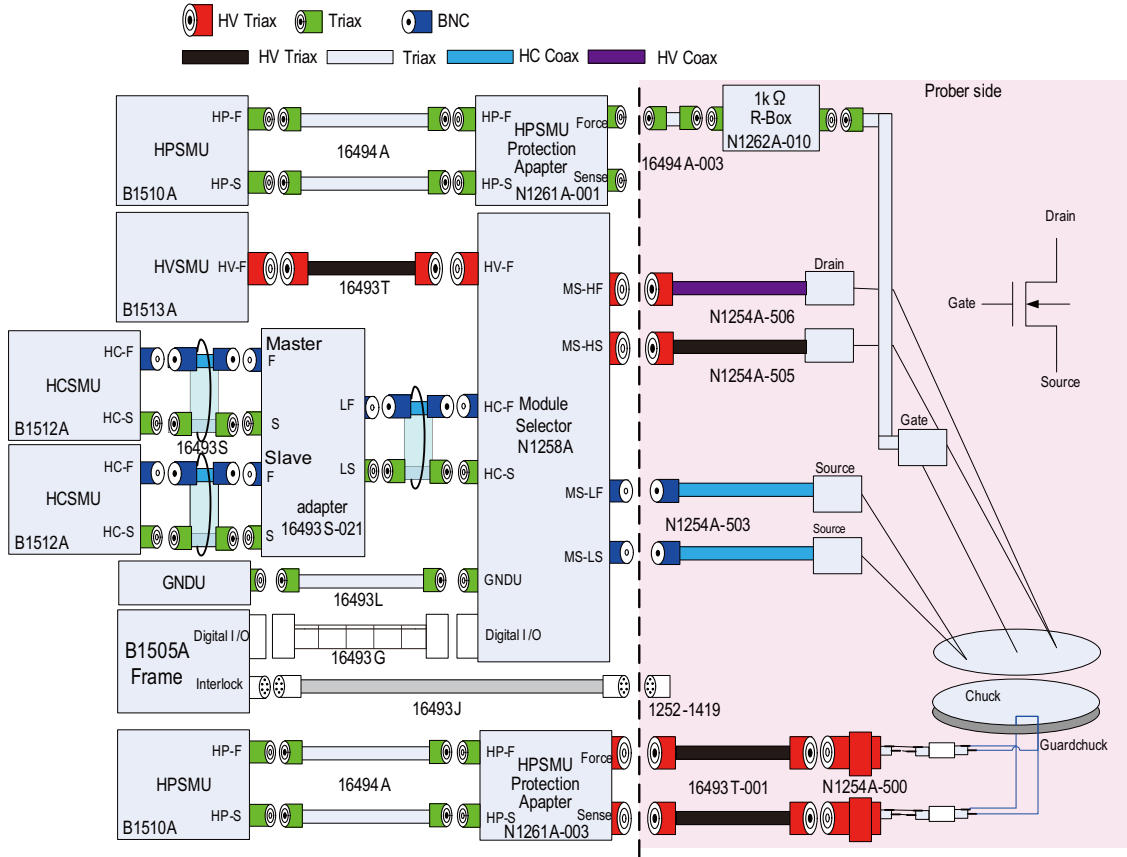 HV Triax
Triax
BNC
HV Triax
Triax
HC Coax
HV Coax
Prober side
HPSMU
B1510A
HP-F
HP-S
16494A
HP-F
HP-S
HPSMU
Protection
Apapter
N1261A-001
Force
Sense
16494A-003
1kΩ
R-Box
N1262A-010
HVSMU
B1513A
HV-F
16493T
HV-F
MS-HF
MS-HS
Drain
N1254A-506
N1254A-505
Drain
Gate
Source
HCSMU
B1512A
HC-F
HC-S
16493S
HCSMU
B1512A
HC-F
HC-S
Master
F
S
Slave
F
S
adapter
16493S-021
LF
LS
HC-F
HC-S
Module
Selector
N1258A
MS-LF
MS-LS
Gate
Source
N1254A-503
Source
GNDU
16493L
GNDU
B1505A
Frame
Digital I/O
Interlock
16493G
Digital I/O
16493J
1252-1419
Chuck
Guardchuck
HPSMU
B1510A
HP-F
HP-S
16494A
HP-F
HP-S
HPSMU
Protection
Apapter
N1261A-003
Force
Sense
16493T-001
N1254A-500